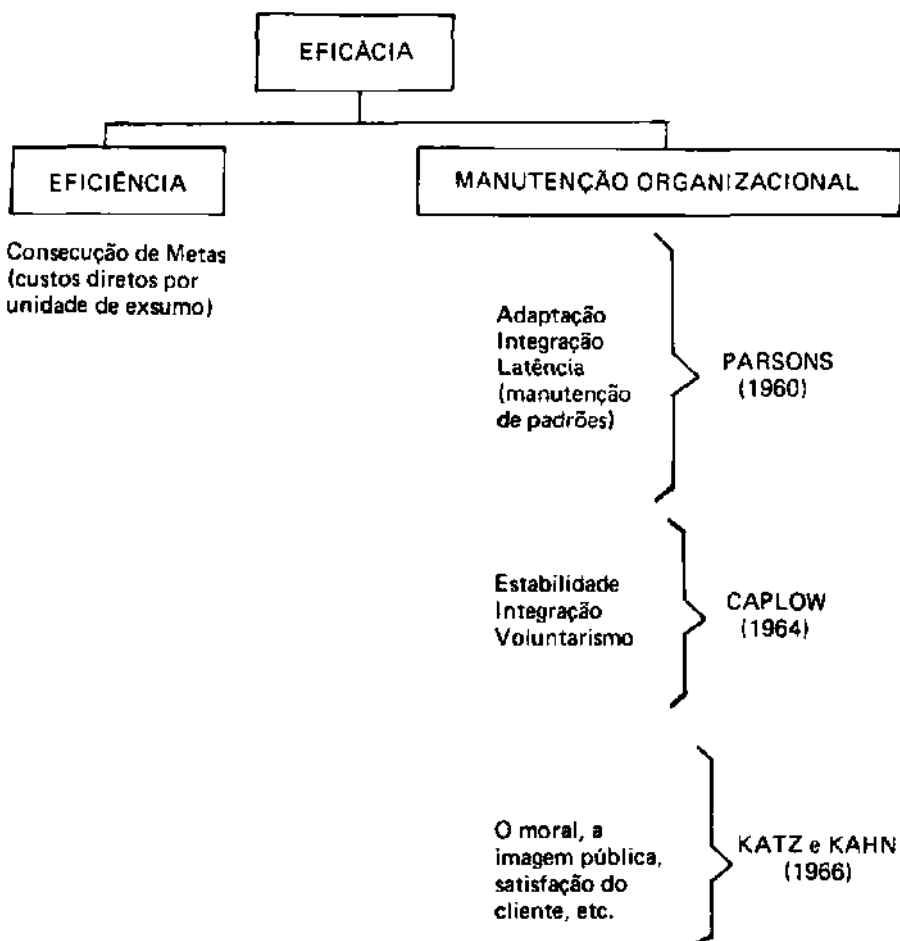 EFICÁCIA
EFICIÊNCIA
MANUTENÇÃO ORGANIZACIONAL
Consecução de Metas
(custos diretos por
unidade de exsumo)
Adaptação
Integração
Latência
(manutenção
de padrões)
PARSONS
(1960)
Estabilidade
Integração
Voluntarismo
CAPLOW
(1964)
O moral, a
imagem pública,
satisfação do
cliente, etc.
KATZ e KAHN
(1966)